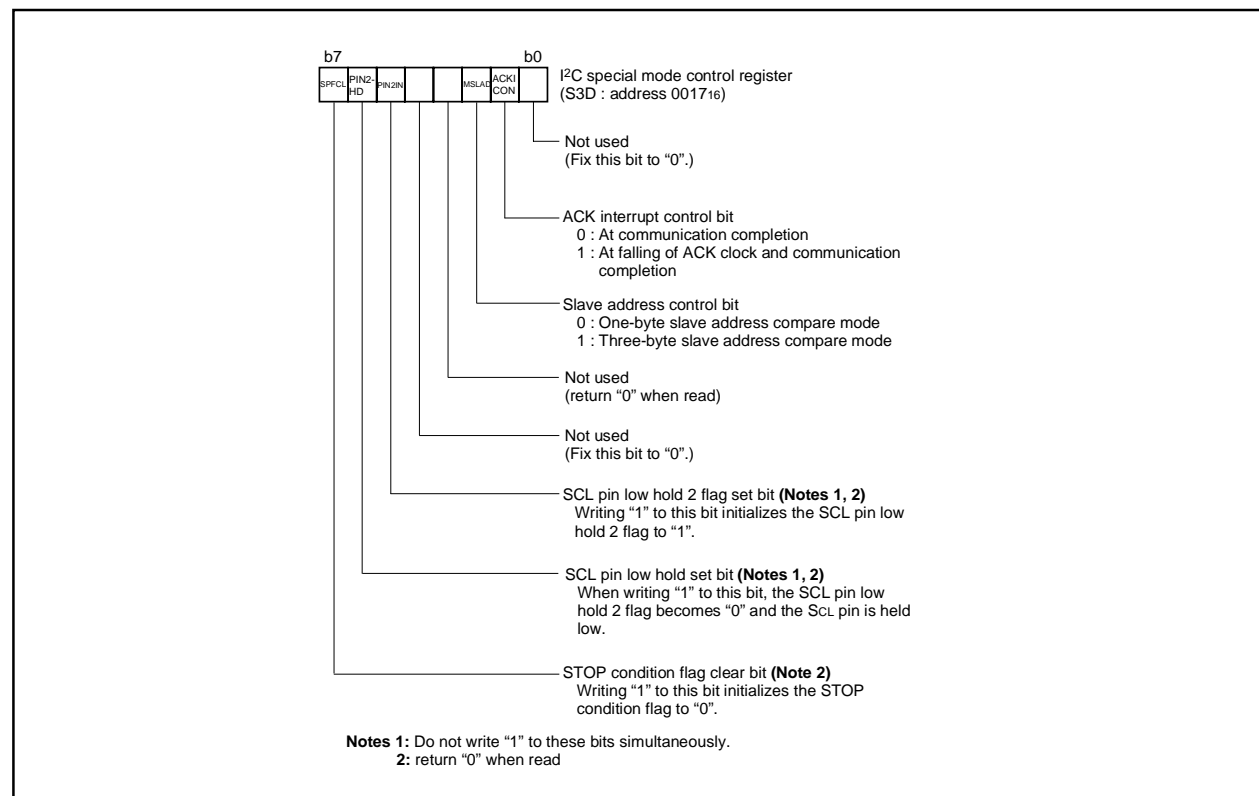 b7 b0
SPFCL PIN2-HD PIN2IN MSLAD ACKI CON
I2C special mode control register
(S3D : address 001716)
Not used
(Fix this bit to “0”.)
ACK interrupt control bit
0 : At communication completion
1 : At falling of ACK clock and communication
completion
Slave address control bit
0 : One-byte slave address compare mode
1 : Three-byte slave address compare mode
Not used
(return “0” when read)
Not used
(Fix this bit to “0”.)
SCL pin low hold 2 flag set bit (Notes 1, 2)
Writing “1” to this bit initializes the SCL pin low
hold 2 flag to “1”.
SCL pin low hold set bit (Notes 1, 2)
When writing “1” to this bit, the SCL pin low
hold 2 flag becomes “0” and the SCL pin is held
low.
STOP condition flag clear bit (Note 2)
Writing “1” to this bit initializes the STOP
condition flag to “0”.
Notes 1: Do not write “1” to these bits simultaneously.
2: return “0” when read